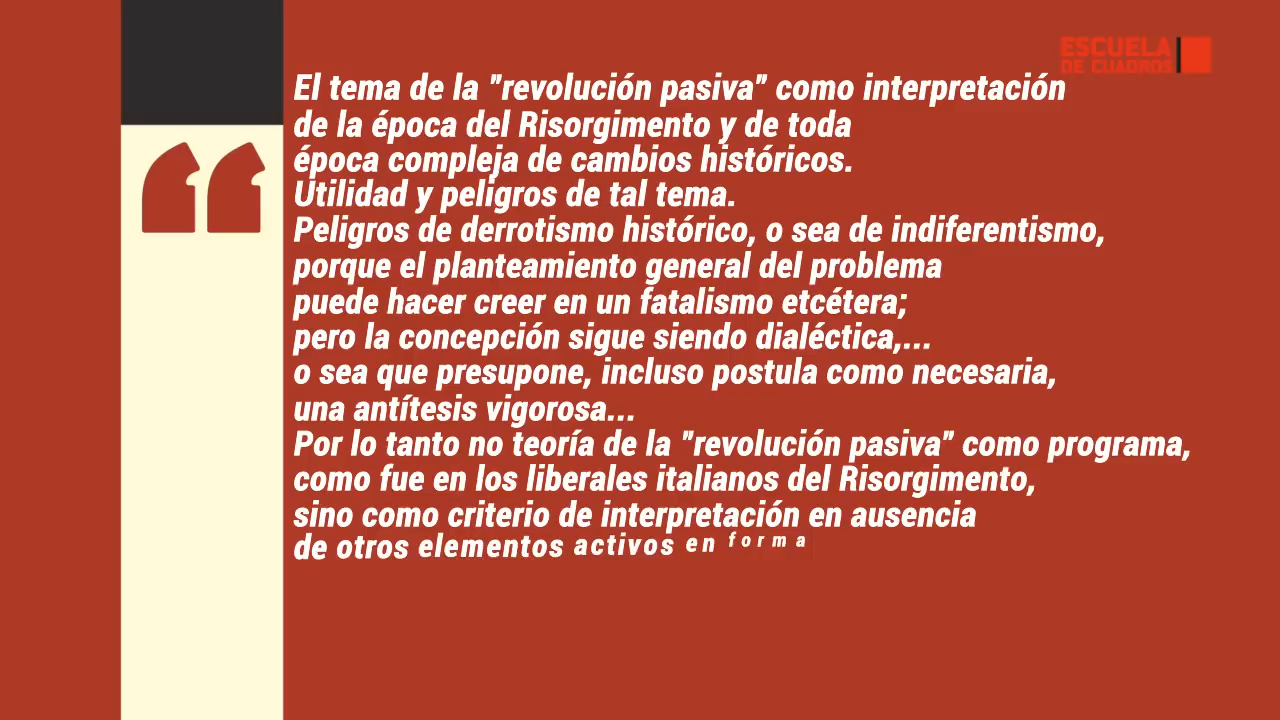 ESCUELA
DE CUADROS
El tema de la "revolución pasiva" como interpretación
de la época del Risorgimento y de toda
época compleja de cambios históricos.
Utilidad y peligros de tal tema.
Peligros de derrotismo histórico, o sea de indiferentismo,
porque el planteamiento general del problema
puede hacer creer en un fatalismo etcétera;
pero la concepción sigue siendo dialéctica,...
o sea que presupone, incluso postula como necesaria,
una antítesis vigorosa...
Por lo tanto no teoría de la "revolución pasiva" como programa,
como fue en los liberales italianos del Risorgimento,
sino como criterio de interpretación en ausencia
de otros elementos activos en forma